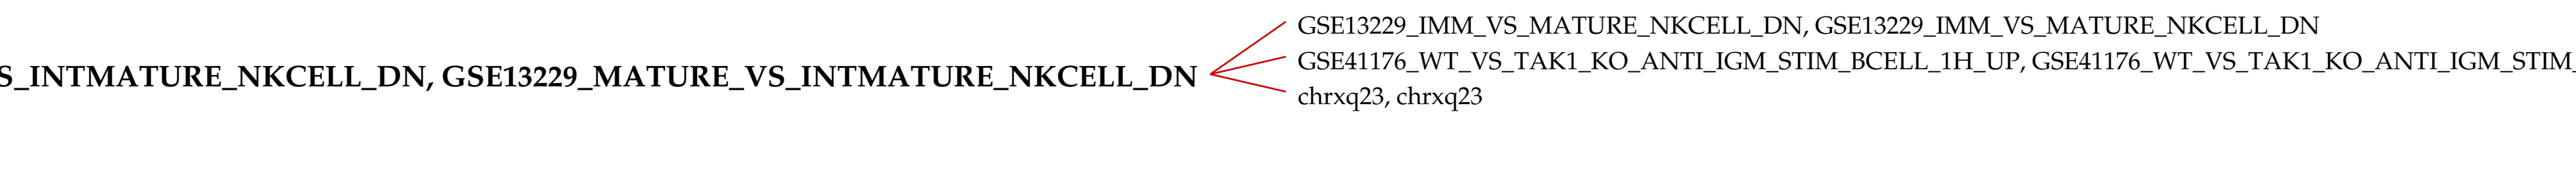 S_INTMATURE_NKCELL_DN, GSE13229_MATURE_VS_INTMATURE_NKCELL_DN
GSE13229_IMM_VS_MATURE_NKCELL_DN, GSE13229_IMM_VS_MATURE_NKCELL_DN
GSE41176_WT_VS_TAK1_KO_ANTI_IGM_STIM_BCELL_1H_UP, GSE41176_WT_VS_TAK1_KO_ANTI_IGM_STIM_
chrxq23, chrxq23